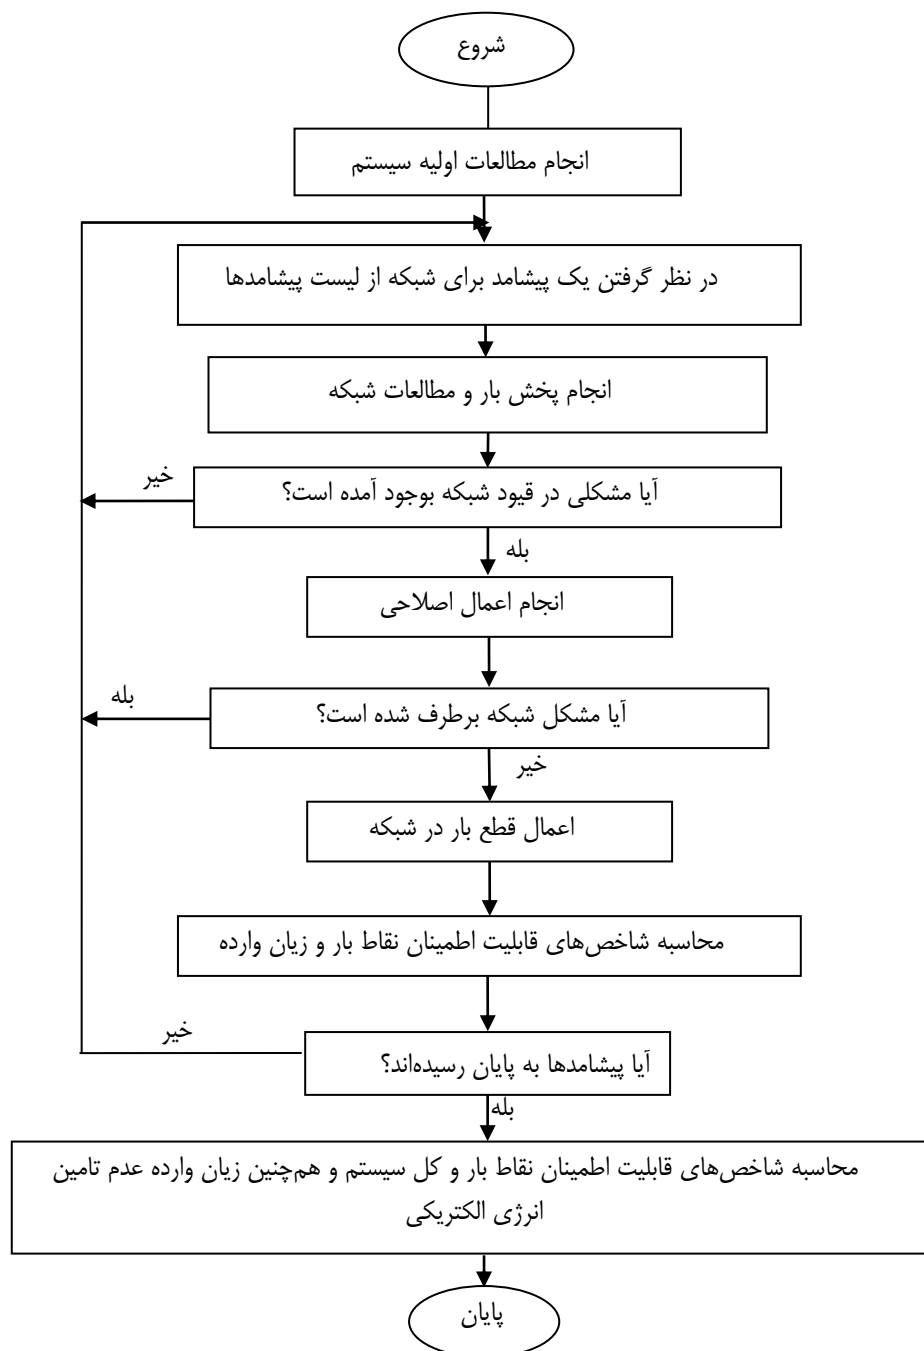 شروع
انجام مطالعات اولیه سیستم
در نظر گرفتن یک پیشامد برای شبکه از لیست پیشامدها
انجام پخش بار و مطالعات شبکه
خیر
آیا مشکلی در قیود شبکه بوجود آمده است؟
بله
انجام اعمال اصلاحی
بله
آیا مشکل شبکه برطرف شده است؟
خیر
اعمال قطع بار در شبکه
محاسبه شاخص‌های قابلیت اطمینان نقاط بار و زیان وارده
خیر
آیا پیشامدها به پایان رسیده‌اند؟
بله
محاسبه شاخص‌های قابلیت اطمینان نقاط بار و کل سیستم و هم‌چنین زیان وارده عدم تامین
انرژی الکتریکی
پایان